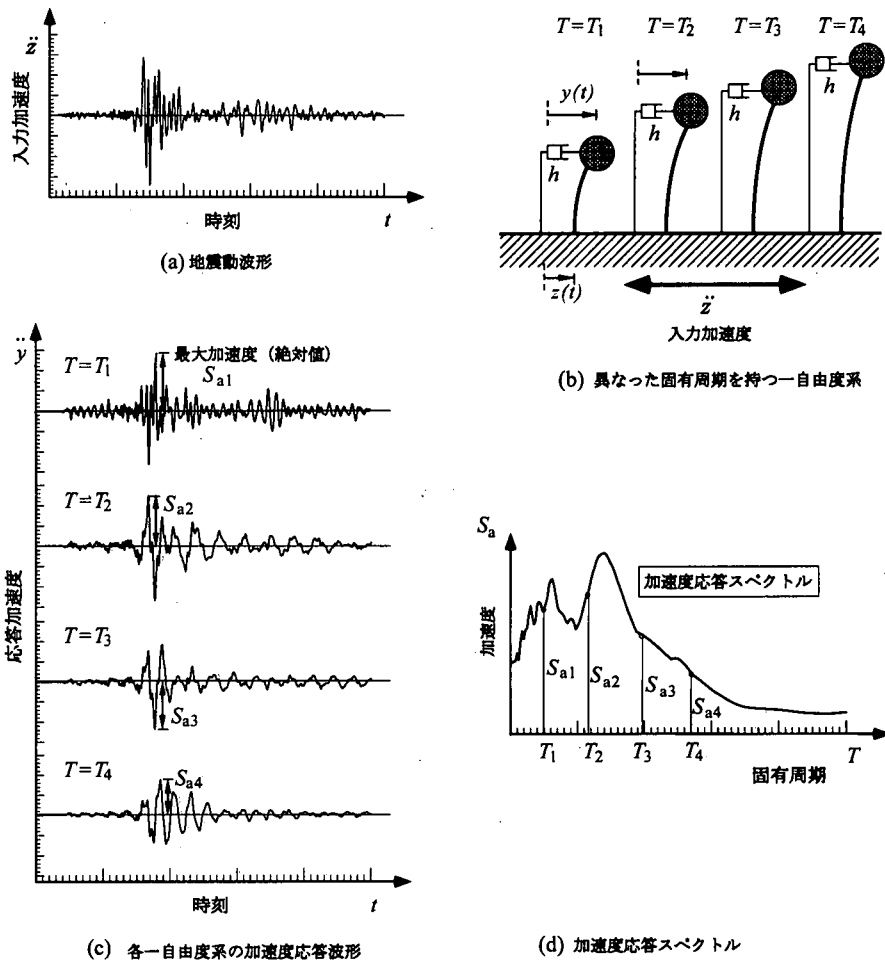 z̈
入力加速度
時刻
t
(a) 地震動波形
T=T₁
T=T₂
T=T₃
T=T₄
y(t)
h
h
h
h
z(t)
z̈
入力加速度
(b) 異なった固有周期を持つ一自由度系
ÿ
応答加速度
T=T₁
最大加速度 (絶対値)
Sa1
T=T₂
Sa2
T=T₃
Sa3
T=T₄
Sa4
時刻
t
(c) 各一自由度系の加速度応答波形
Sa
加速度
加速度応答スペクトル
Sa1
Sa2
Sa3
Sa4
T₁
T₂
T₃
T₄
T
固有周期
(d) 加速度応答スペクトル